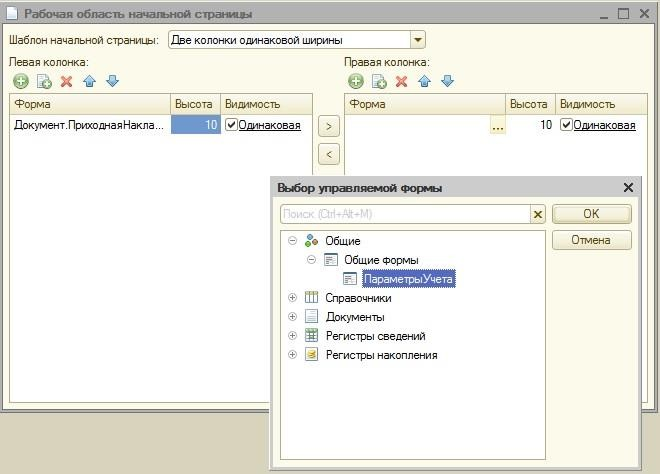 Рабочая область начальной страницы
Шаблон начальной страницы: Две колонки одинаковой ширины
Левая колонка: Правая колонка:
Форма Высота Видимость Форма Высота Видимость
Документ.ПриходнаяНакла... 10 Одинаковая > ... 10 Одинаковая
<
Выбор управляемой формы
Поиск (Ctrl+Alt+M) ОК
Общие Отмена
Общие формы
ПараметрыУчета
Справочники
Документы
Регистры сведений
Регистры накопления